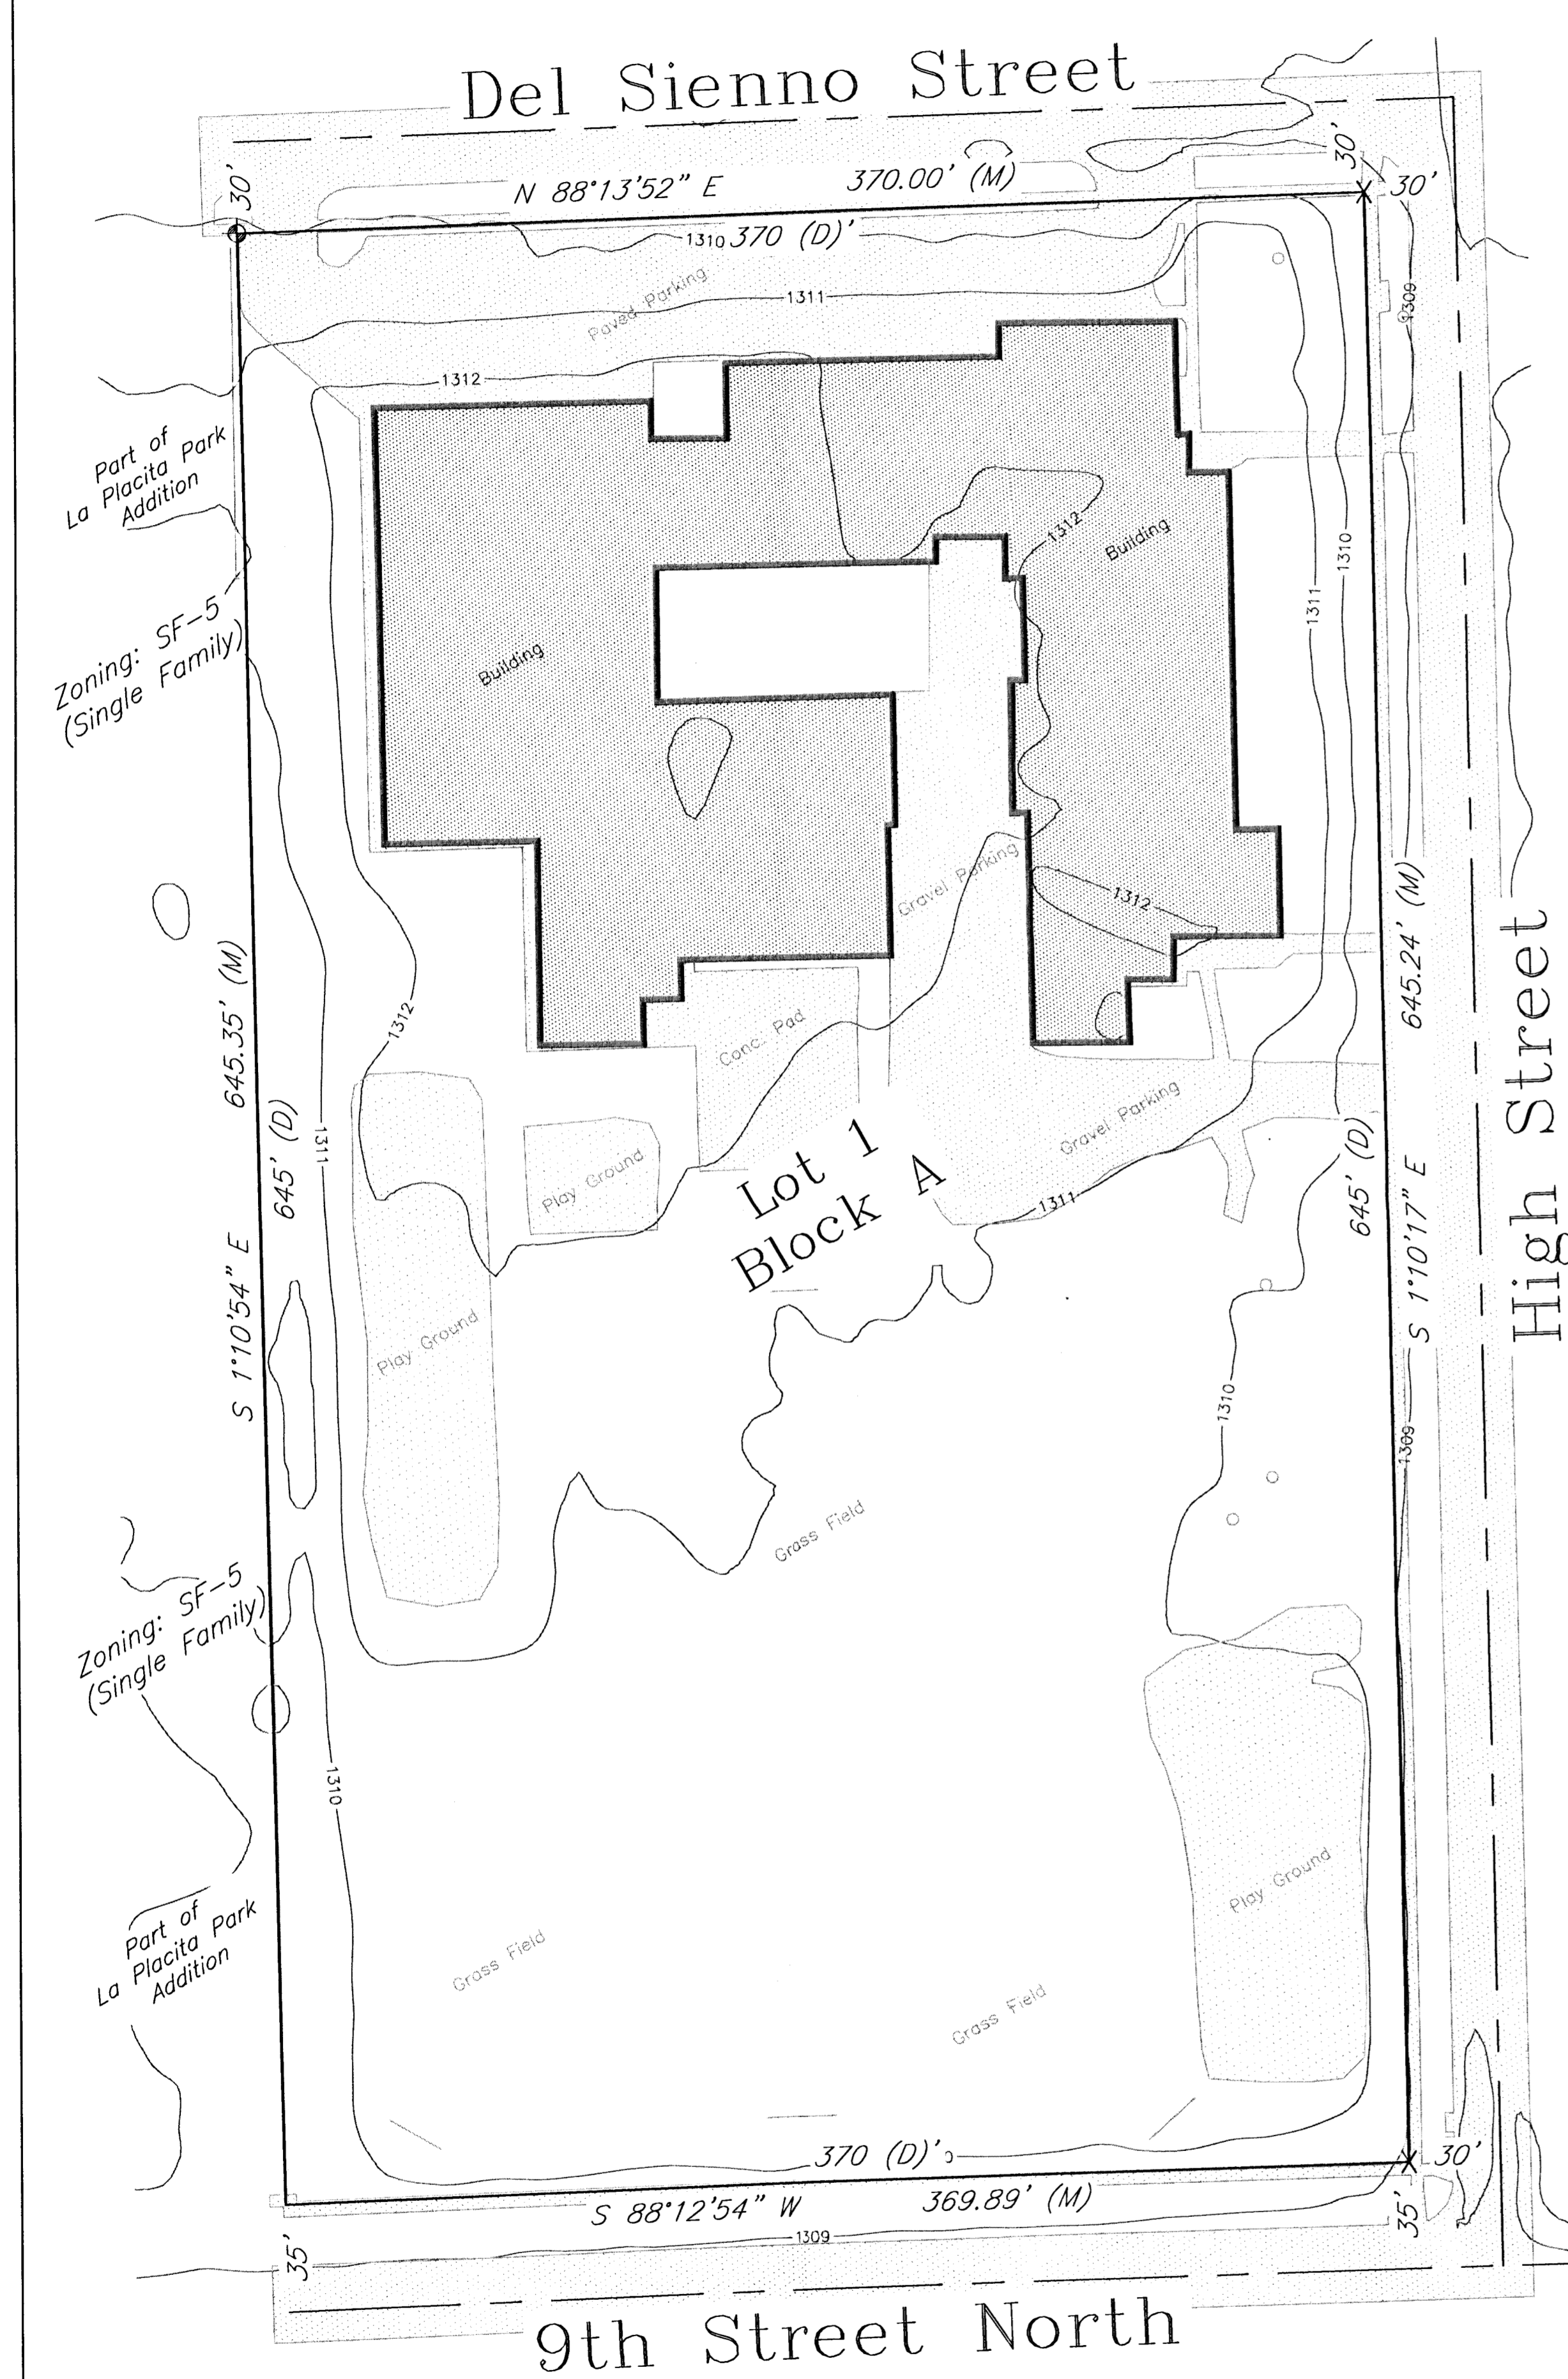 Del Sienno Street
30'
30'
N 88°13'52" E
370.00' (M)
30'
1310
370 (D)'
Paved Parking
1311
1309
1312
Part of
La Placita Park
Addition
1312
Building
1310
1311
Zoning: SF-5
(Single Family)
Building
Gravel Parking
1312
645.35' (M)
645.24' (M)
High Street
1312
Conc. Pad
645' (D)
1311
Gravel Parking
645' (D)
Play Ground
Lot 1
Block A
1311
S 1°10'54" E
S 1°10'17" E
Play Ground
1310
1309
Grass Field
Zoning: SF-5
(Single Family)
1310
Play Ground
Part of
La Placita Park
Addition
Grass Field
Grass Field
370 (D)'
30'
S 88°12'54" W
369.89' (M)
35'
35'
1309
9th Street North